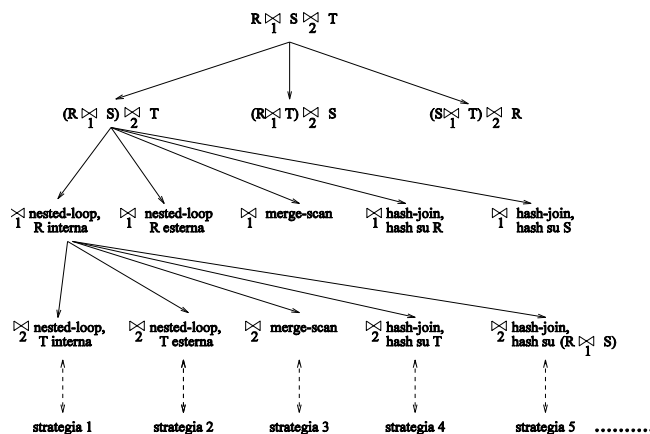 R ⋈1 S ⋈2 T
(R ⋈1 S) ⋈2 T
(R ⋈1 T) ⋈2 S
(S ⋈1 T) ⋈2 R
⋈1 nested-loop,
R interna
⋈1 nested-loop
R esterna
⋈1 merge-scan
⋈1 hash-join,
hash su R
⋈1 hash-join,
hash su S
⋈2 nested-loop,
T interna
⋈2 nested-loop,
T esterna
⋈2 merge-scan
⋈2 hash-join,
hash su T
⋈2 hash-join,
hash su (R ⋈1 S)
strategia 1
strategia 2
strategia 3
strategia 4
strategia 5 ..........